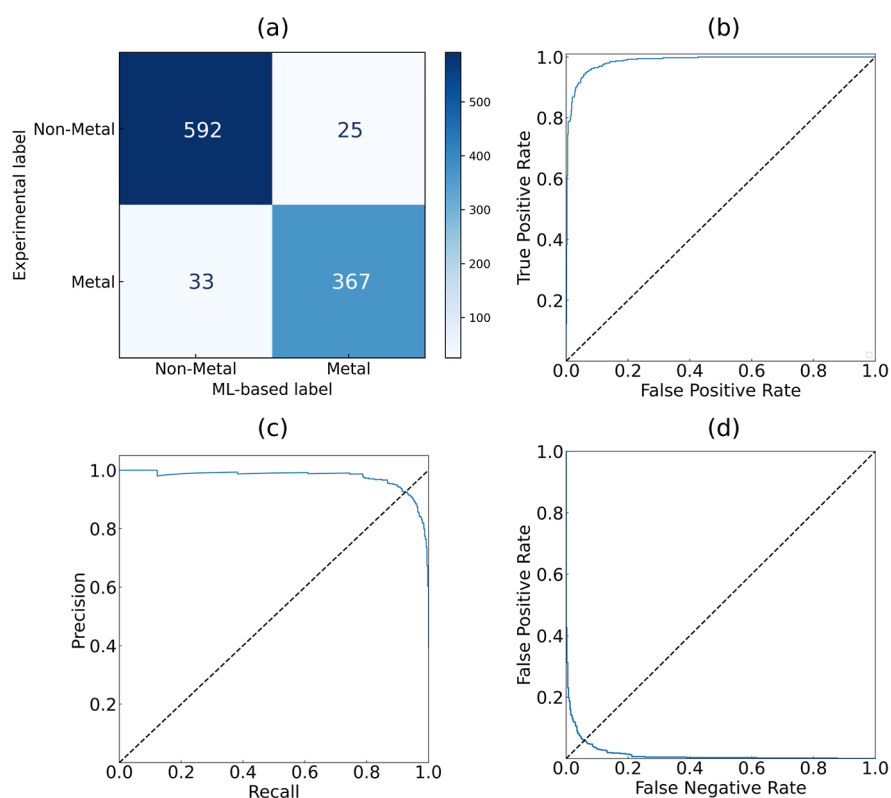 (a)
Experimental label
Non-Metal
Metal
592
25
33
367
Non-Metal
Metal
ML-based label
500
400
300
200
100
(b)
True Positive Rate
1.0
0.8
0.6
0.4
0.2
0.0
0.2
0.4
0.6
0.8
1.0
False Positive Rate
(c)
Precision
1.0
0.8
0.6
0.4
0.2
0.0
0.2
0.4
0.6
0.8
1.0
Recall
(d)
False Positive Rate
1.0
0.8
0.6
0.4
0.2
0.0
0.2
0.4
0.6
0.8
1.0
False Negative Rate